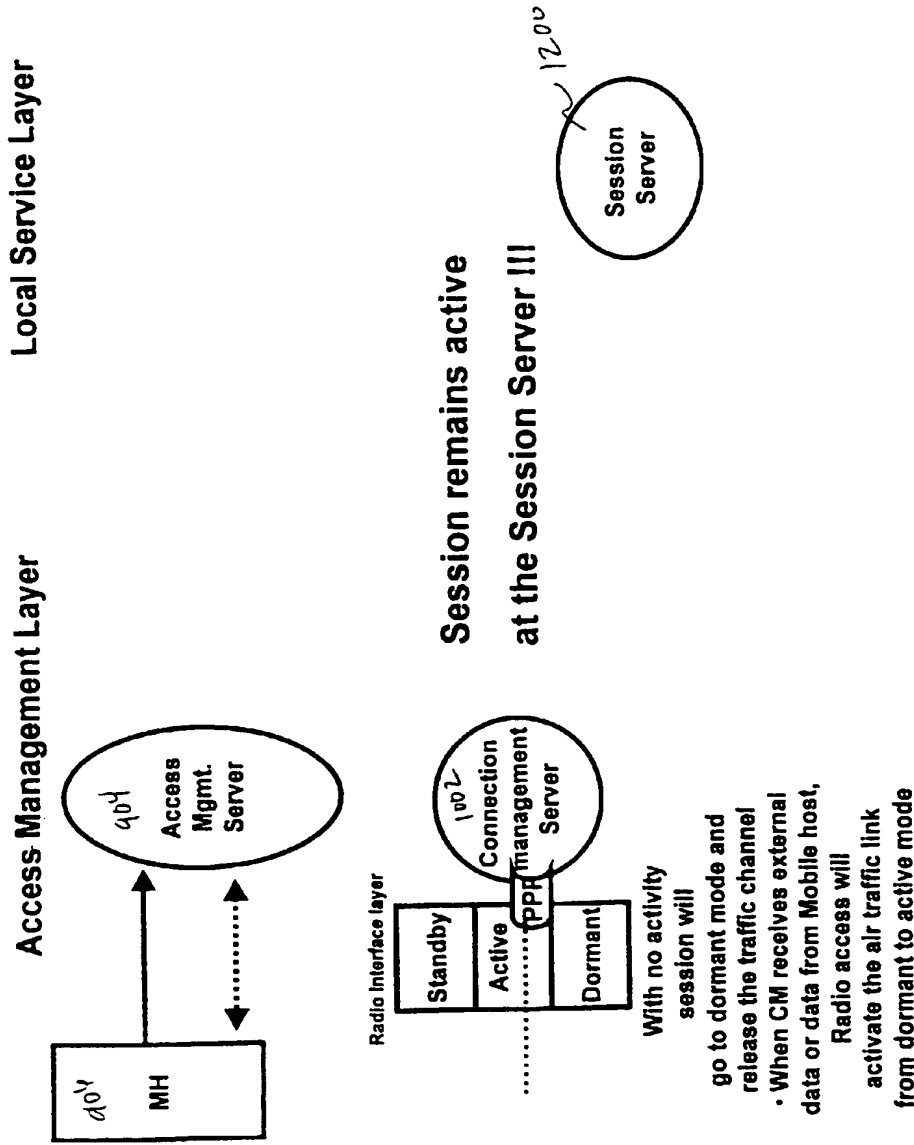 Access Management Layer
Local Service Layer
904
MH
904
Access
Mgmt.
Server
Radio Interface layer
Standby
Active
Dormant
PPP
1002
Connection
management
Server
Session remains active
at the Session Server !!!
1200
Session
Server
With no activity
session will
go to dormant mode and
release the traffic channel
· When CM receives external
data or data from Mobile host,
Radio access will
activate the air traffic link
from dormant to active mode